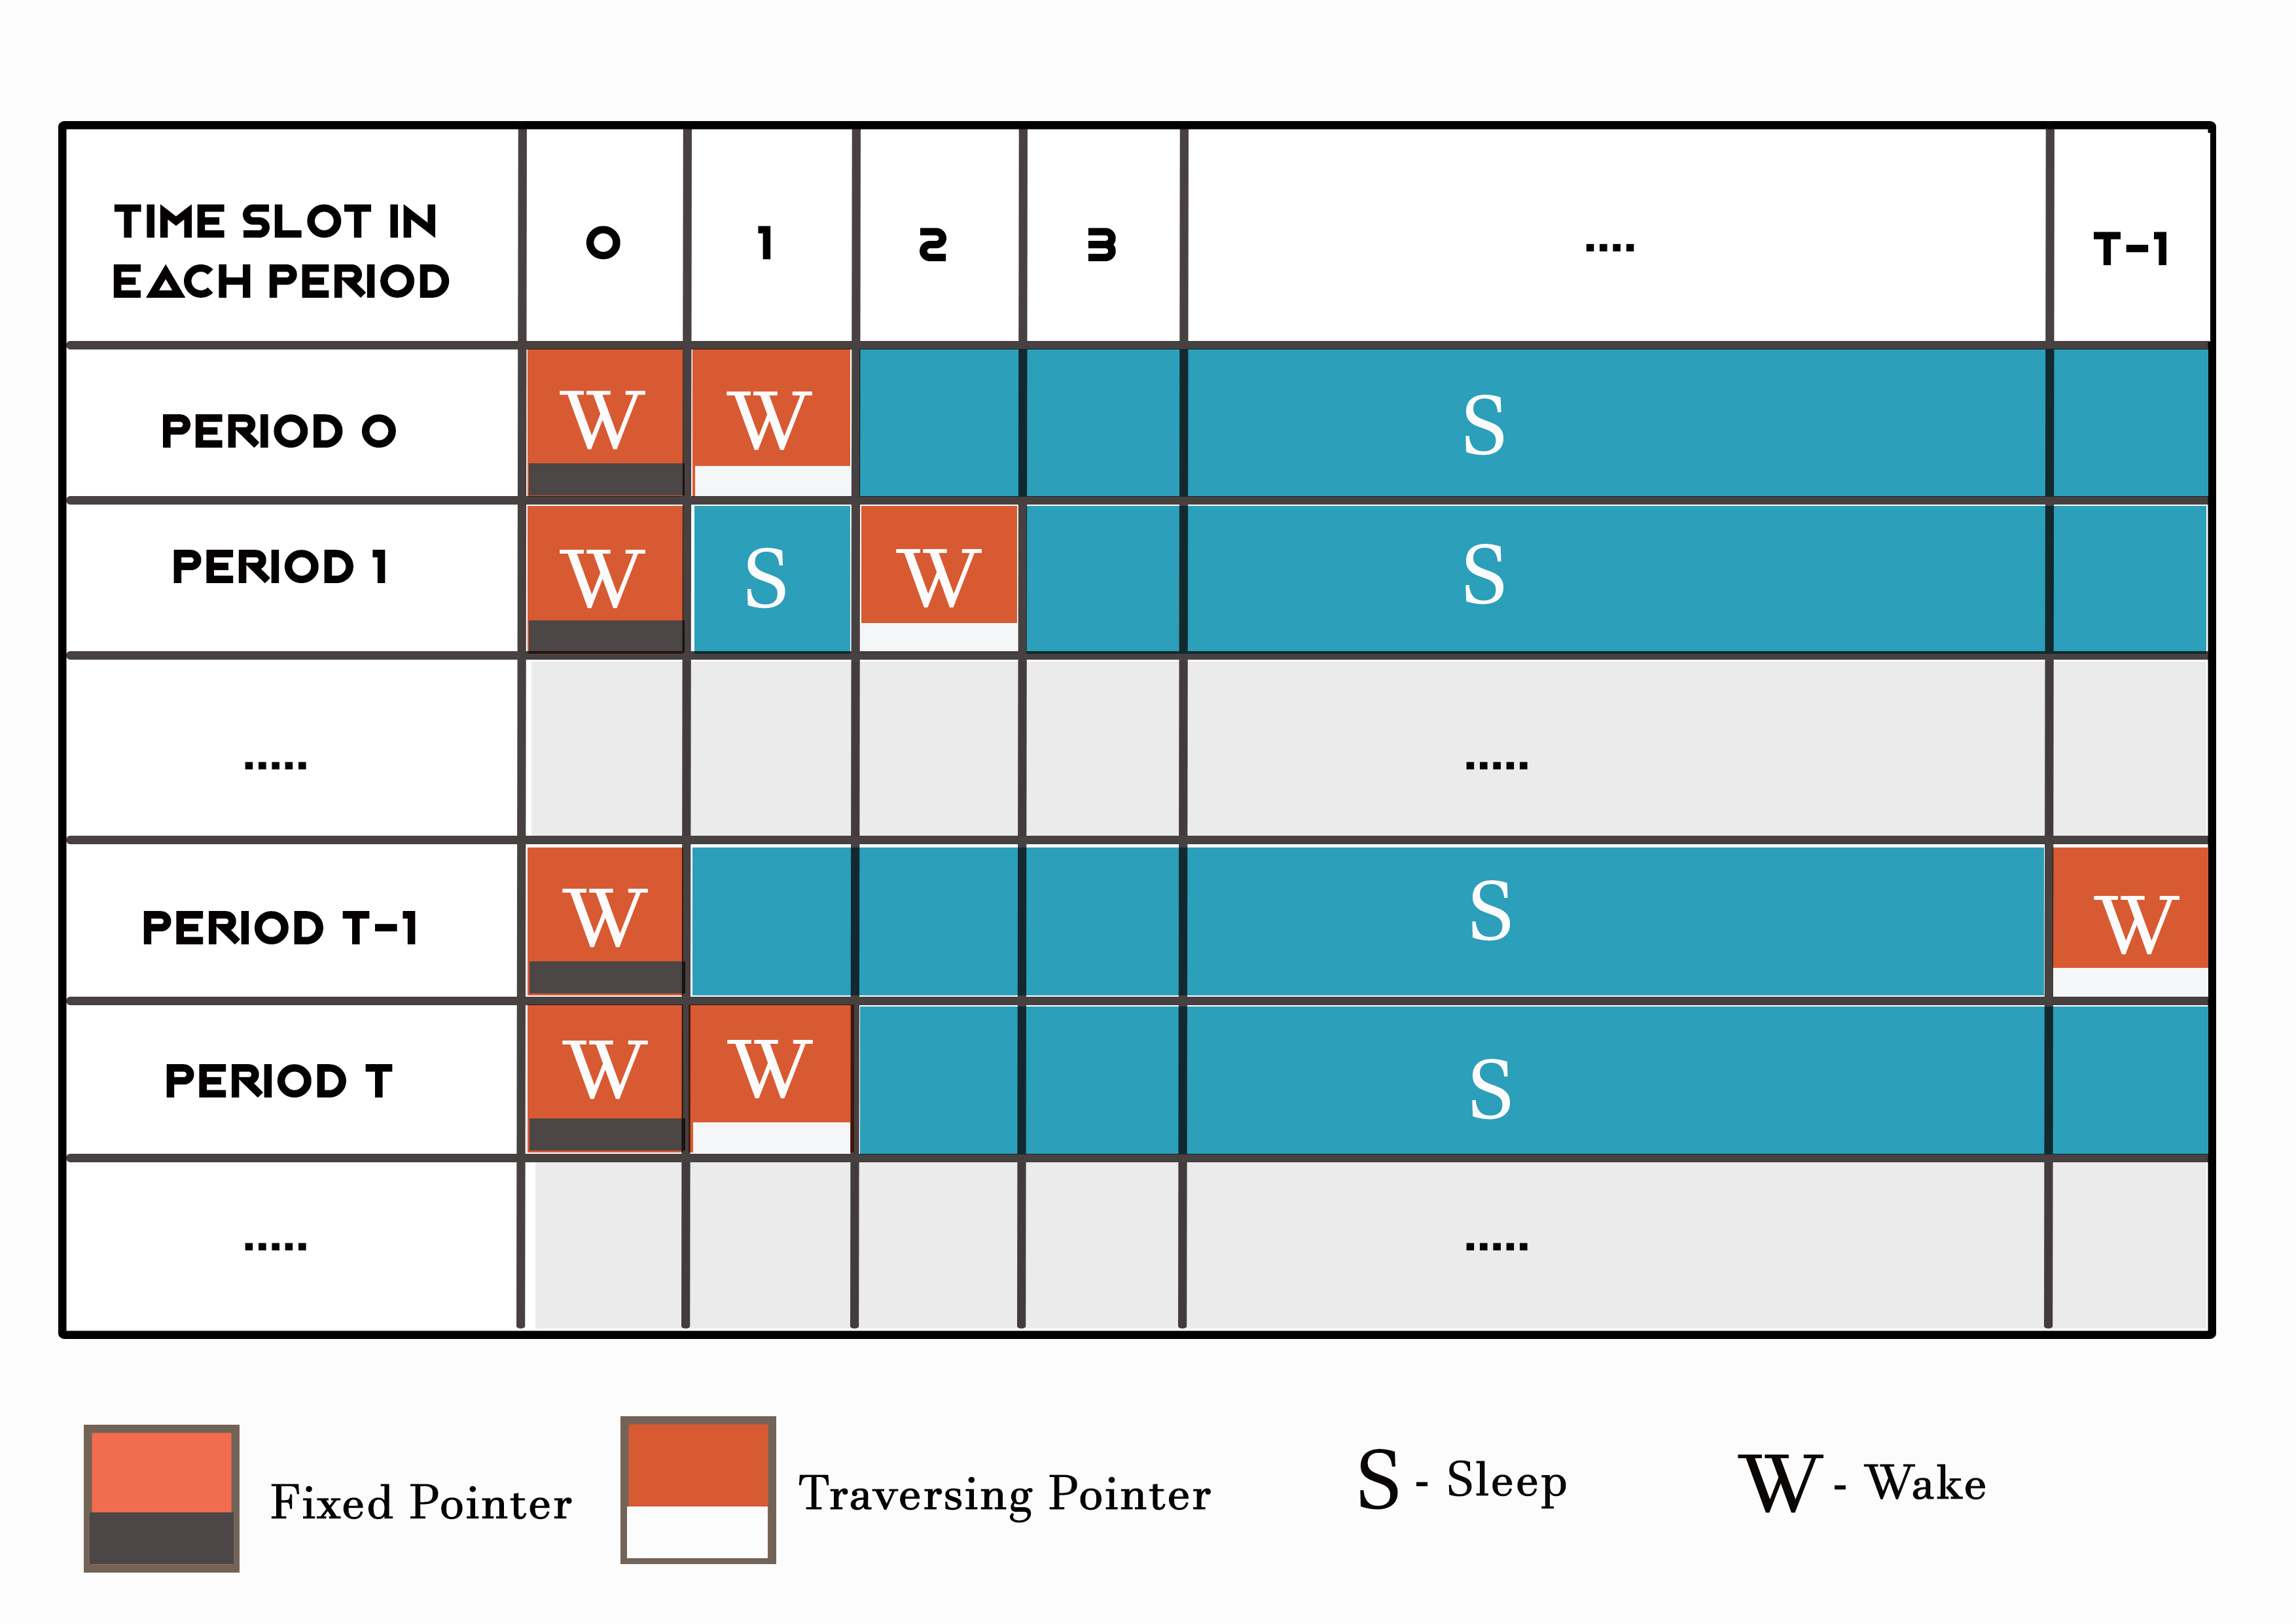 TIME SLOT IN
EACH PERIOD
0 1 2 3 .... T-1
PERIOD 0 W W S
PERIOD 1 W S W S
..... .....
PERIOD T-1 W S W
PERIOD T W W S
..... .....
Fixed Pointer Traversing Pointer S - Sleep W - Wake